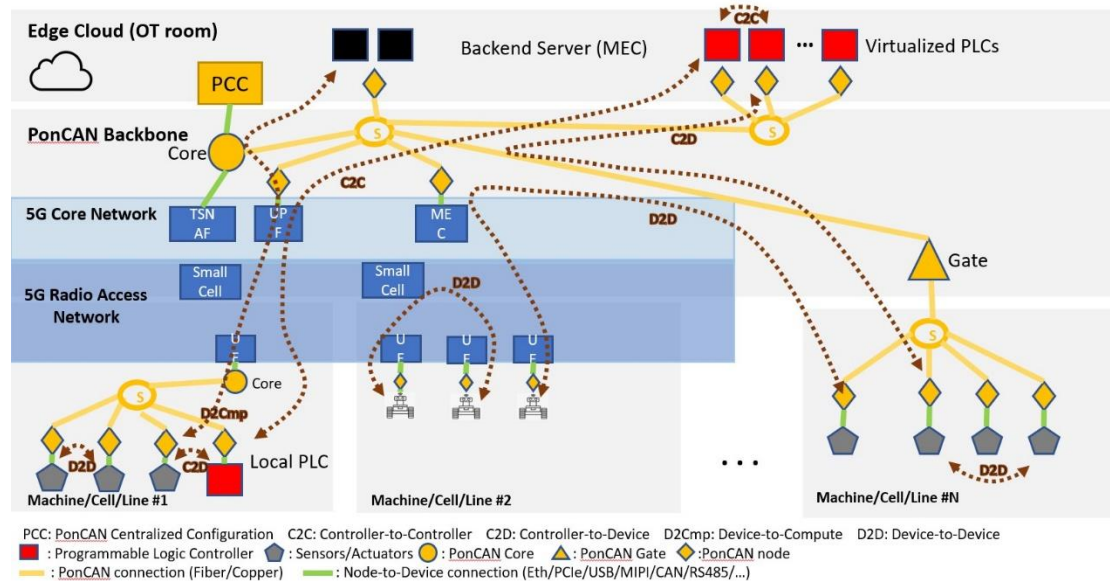 Edge Cloud (OT room)
Backend Server (MEC)
C2C
...
Virtualized PLCs
PCC
PonCAN Backbone
Core
S
S
C2D
C2C
5G Core Network
TSN
AF
UP
F
ME
C
D2D
Gate
5G Radio Access
Network
Small
Cell
Small
Cell
D2D
U
E
U
E
U
E
U
E
S
Core
S
D2Cmp
D2D
C2D
Local PLC
D2D
. . .
Machine/Cell/Line #1
Machine/Cell/Line #2
Machine/Cell/Line #N
PCC: PonCAN Centralized Configuration C2C: Controller-to-Controller C2D: Controller-to-Device D2Cmp: Device-to-Compute D2D: Device-to-Device
: Programmable Logic Controller : Sensors/Actuators : PonCAN Core : PonCAN Gate :PonCAN node
: PonCAN connection (Fiber/Copper) : Node-to-Device connection (Eth/PCIe/USB/MIPI/CAN/RS485/...)